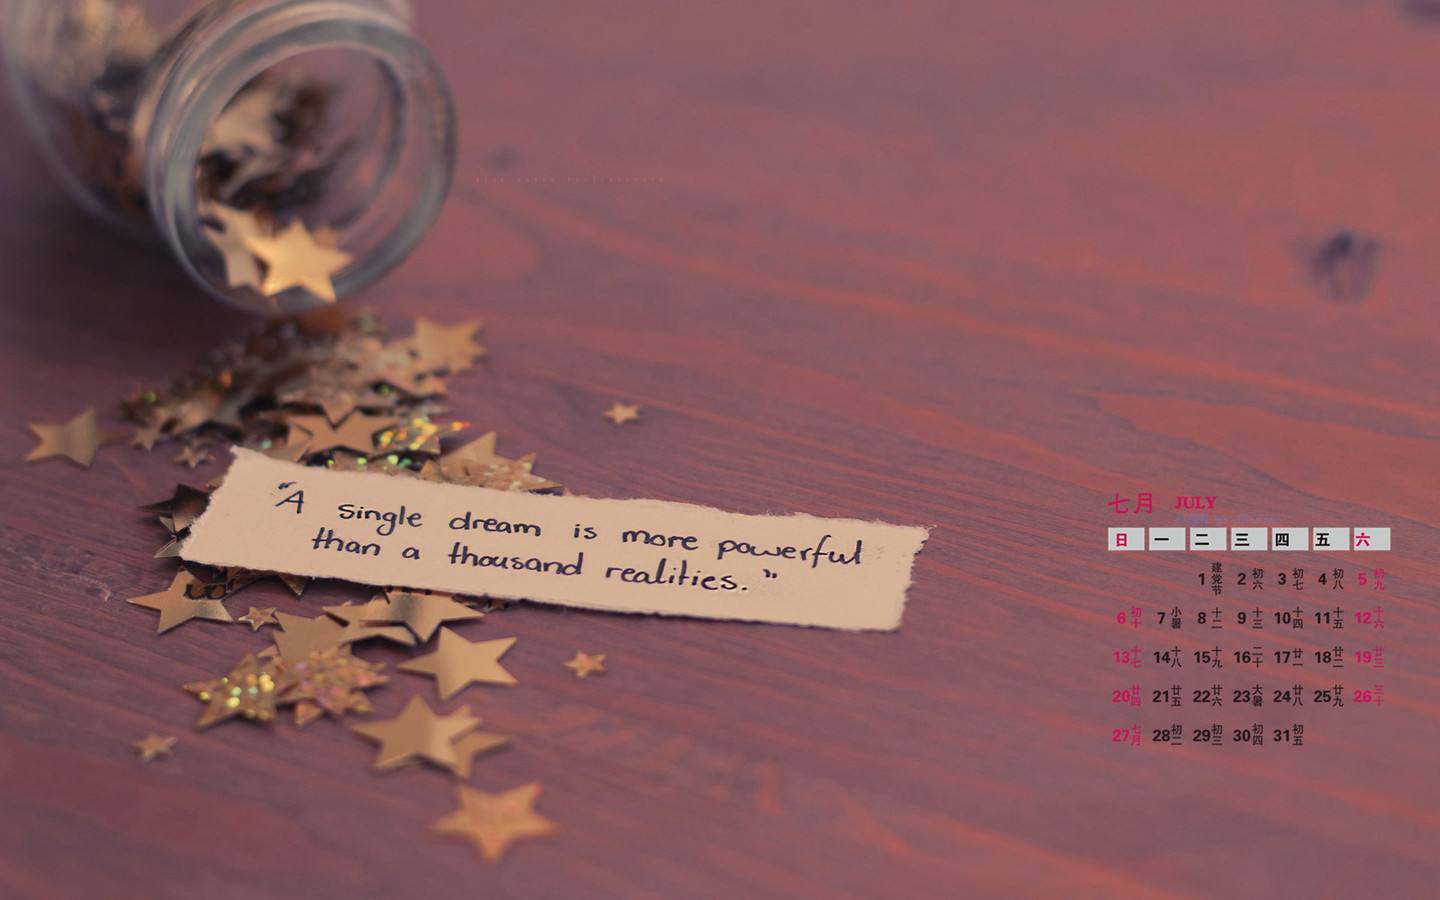 “A single dream is more powerful
than a thousand realities.”
七月 JULY
日 一 二 三 四 五 六
1 建党节 2 初六 3 初七 4 初八 5 初九
6 初十 7 小暑 8 十二 9 十三 10 十四 11 十五 12 十六
13 十七 14 十八 15 十九 16 二十 17 廿一 18 廿二 19 廿三
20 廿四 21 廿五 22 廿六 23 大暑 24 廿八 25 廿九 26 三十
27 七月 28 初二 29 初三 30 初四 31 初五